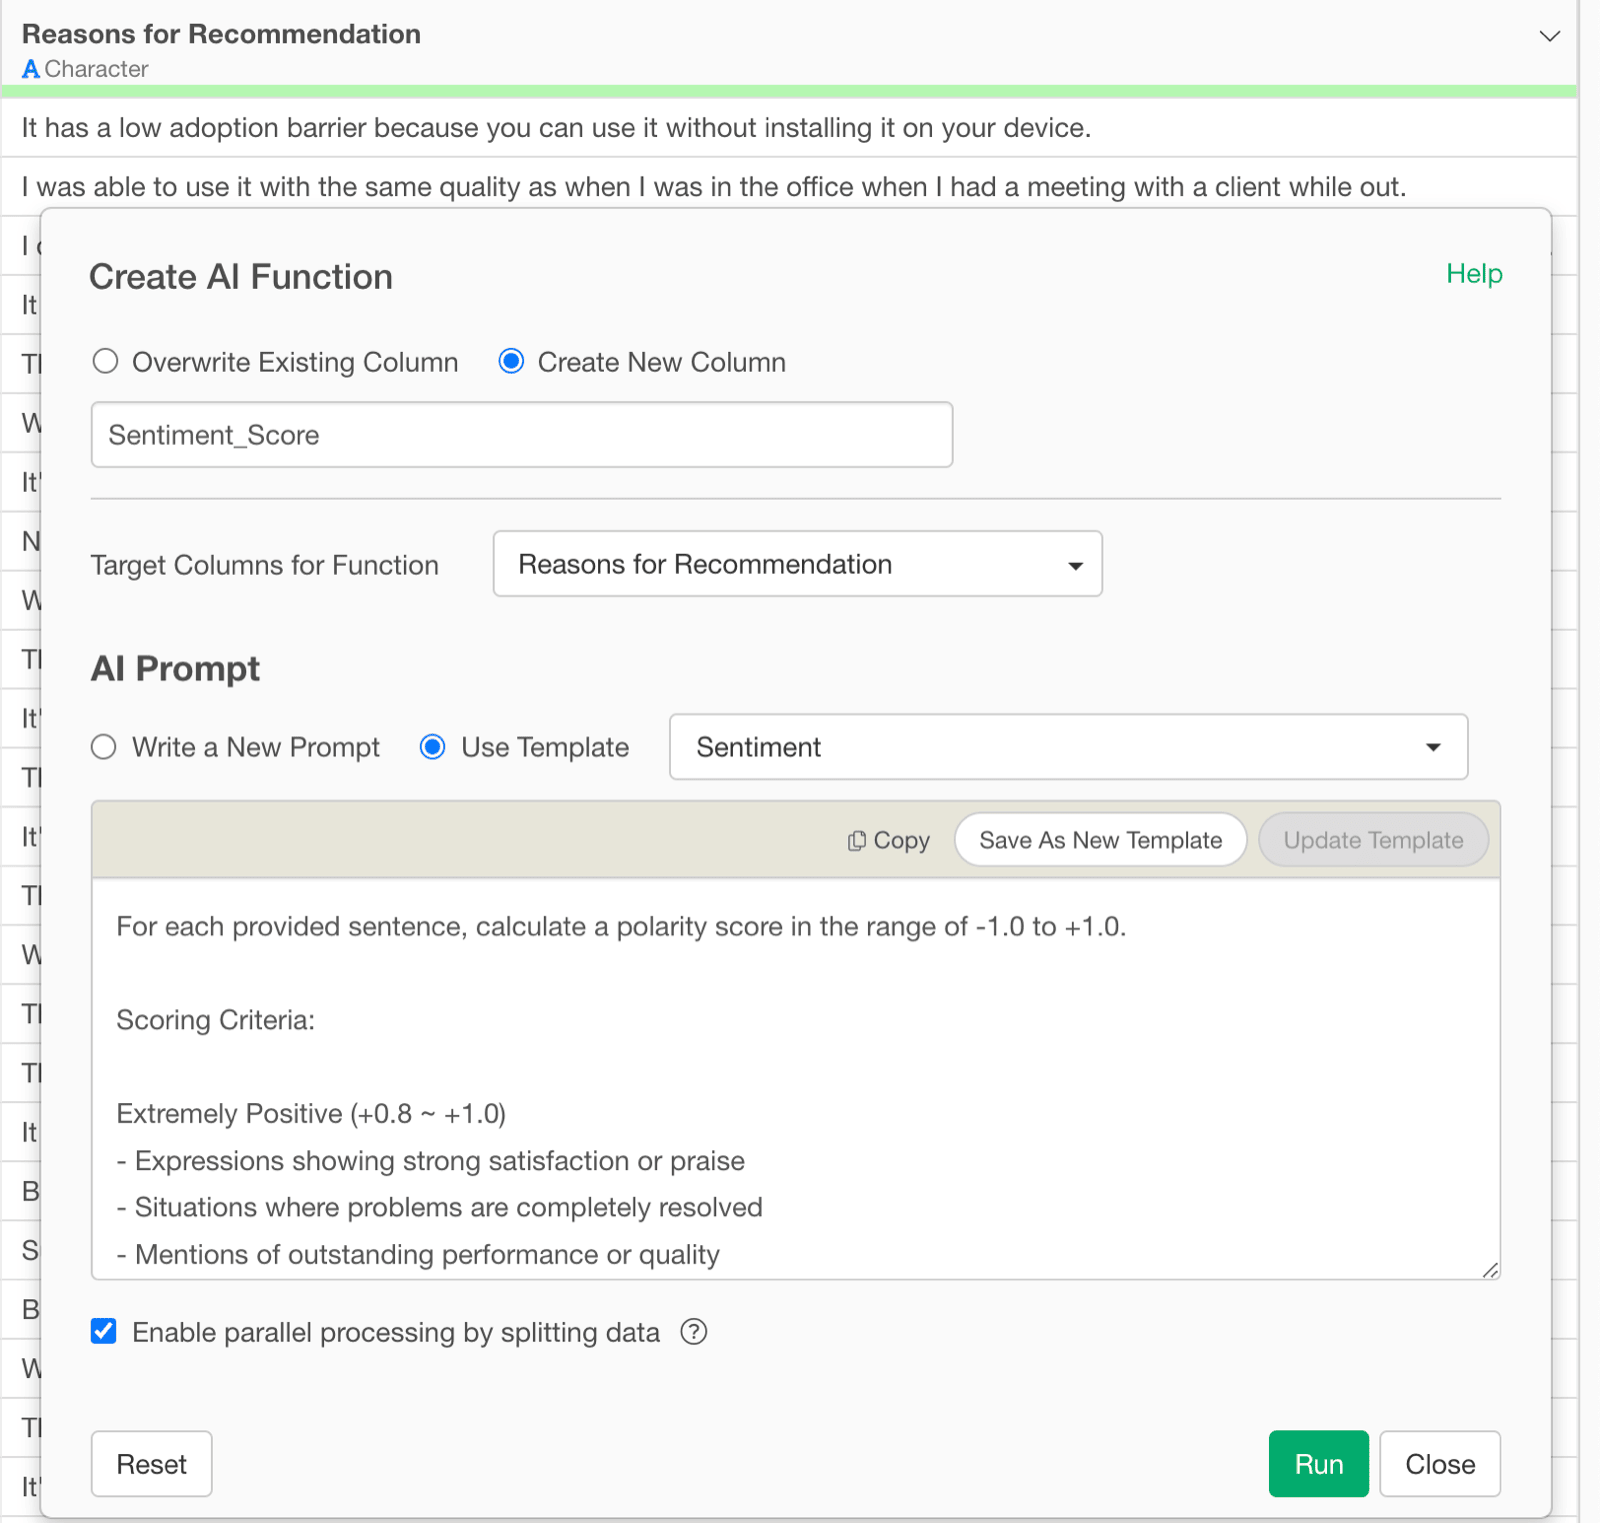 Reasons for Recommendation
A Character
It has a low adoption barrier because you can use it without installing it on your device.
I was able to use it with the same quality as when I was in the office when I had a meeting with a client while out.
I
It
W
It'
N
W
It'
It'
W
It
B
S
B
W
It'
Create AI Function
Help
Overwrite Existing Column
Create New Column
Sentiment_Score
Target Columns for Function
Reasons for Recommendation
AI Prompt
Write a New Prompt
Use Template
Sentiment
Copy
Save As New Template
Update Template
For each provided sentence, calculate a polarity score in the range of -1.0 to +1.0.
Scoring Criteria:
Extremely Positive (+0.8 ~ +1.0)
- Expressions showing strong satisfaction or praise
- Situations where problems are completely resolved
- Mentions of outstanding performance or quality
Enable parallel processing by splitting data ?
Reset
Run
Close